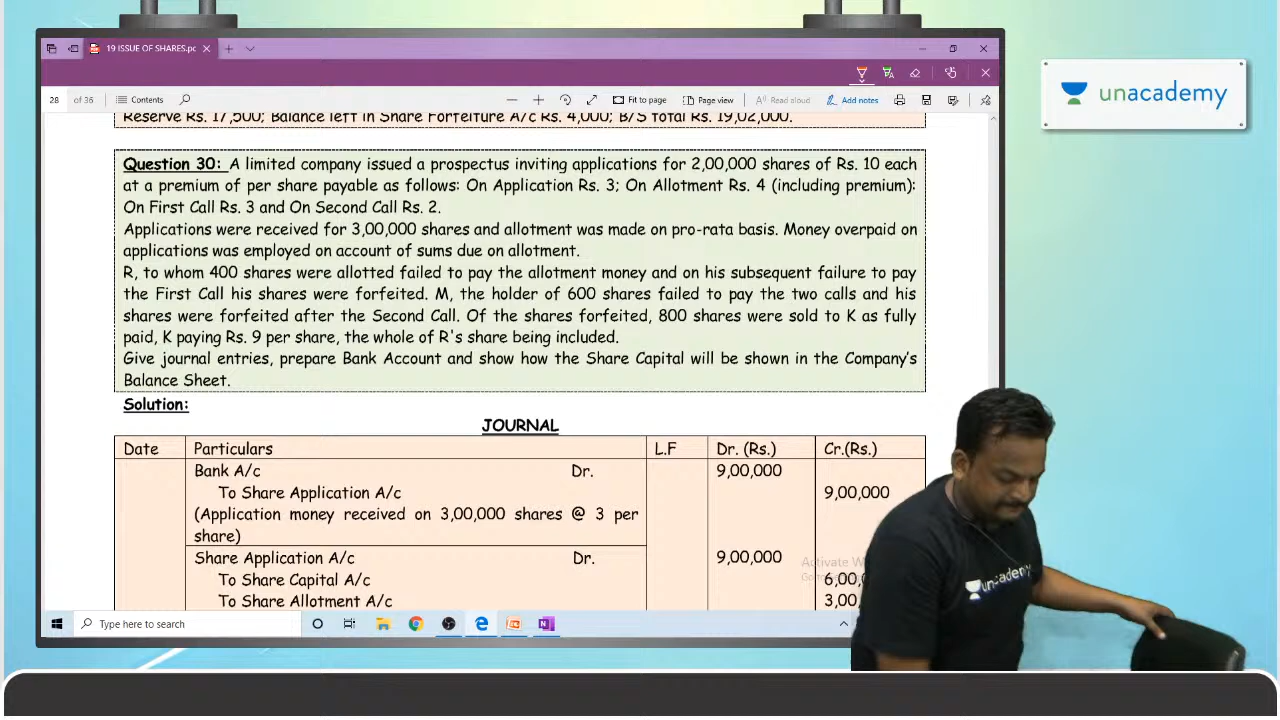 19 ISSUE OF SHARES.pc
28 of 36 Contents Fit to page Page view Read aloud Add notes
unacademy
Reserve Rs. 17,500; Balance left in Share Forfeiture A/c Rs. 4,000; B/S total Rs. 19,02,000.
Question 30: A limited company issued a prospectus inviting applications for 2,00,000 shares of Rs. 10 each
at a premium of per share payable as follows: On Application Rs. 3; On Allotment Rs. 4 (including premium):
On First Call Rs. 3 and On Second Call Rs. 2.
Applications were received for 3,00,000 shares and allotment was made on pro-rata basis. Money overpaid on
applications was employed on account of sums due on allotment.
R, to whom 400 shares were allotted failed to pay the allotment money and on his subsequent failure to pay
the First Call his shares were forfeited. M, the holder of 600 shares failed to pay the two calls and his
shares were forfeited after the Second Call. Of the shares forfeited, 800 shares were sold to K as fully
paid, K paying Rs. 9 per share, the whole of R's share being included.
Give journal entries, prepare Bank Account and show how the Share Capital will be shown in the Company's
Balance Sheet.
Solution:
JOURNAL
Date Particulars L.F Dr. (Rs.) Cr.(Rs.)
Bank A/c Dr. 9,00,000
To Share Application A/c 9,00,000
(Application money received on 3,00,000 shares @ 3 per
share)
Share Application A/c Dr. 9,00,000
Activate W
To Share Capital A/c 6,00,0
To Share Allotment A/c 3,00,
Type here to search
unacademy